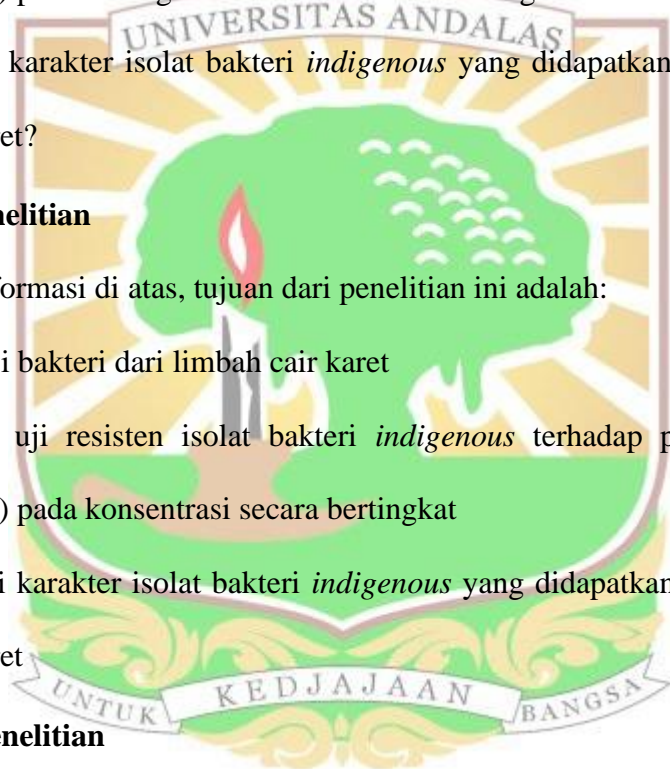 UNIVERSITAS ANDALAS
karakter isolat bakteri indigenous yang didapatkan
et?
nelitian
formasi di atas, tujuan dari penelitian ini adalah:
i bakteri dari limbah cair karet
uji resisten isolat bakteri indigenous terhadap p
) pada konsentrasi secara bertingkat
i karakter isolat bakteri indigenous yang didapatkan
et
UNTUK KEDJAJAAN BANGSA
enelitian